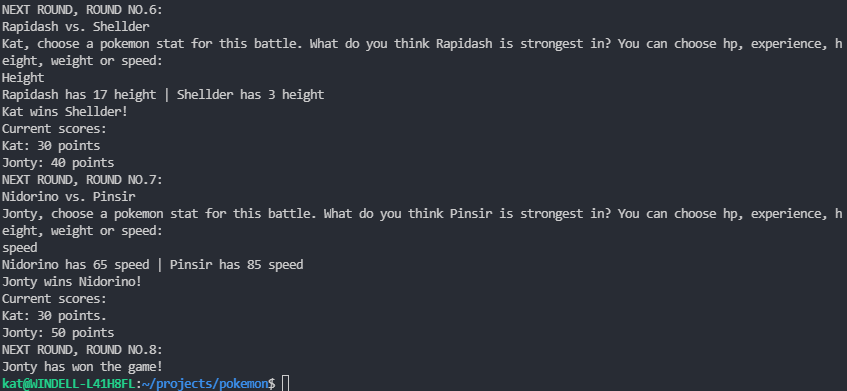 NEXT ROUND, ROUND NO.6:
Rapidash vs. Shellder
Kat, choose a pokemon stat for this battle. What do you think Rapidash is strongest in? You can choose hp, experience, h
eight, weight or speed:
Height
Rapidash has 17 height | Shellder has 3 height
Kat wins Shellder!
Current scores:
Kat: 30 points
Jonty: 40 points
NEXT ROUND, ROUND NO.7:
Nidorino vs. Pinsir
Jonty, choose a pokemon stat for this battle. What do you think Pinsir is strongest in? You can choose hp, experience, h
eight, weight or speed:
speed
Nidorino has 65 speed | Pinsir has 85 speed
Jonty wins Nidorino!
Current scores:
Kat: 30 points.
Jonty: 50 points
NEXT ROUND, ROUND NO.8:
Jonty has won the game!
kat@WINDELL-L41H8FL:~/projects/pokemon$